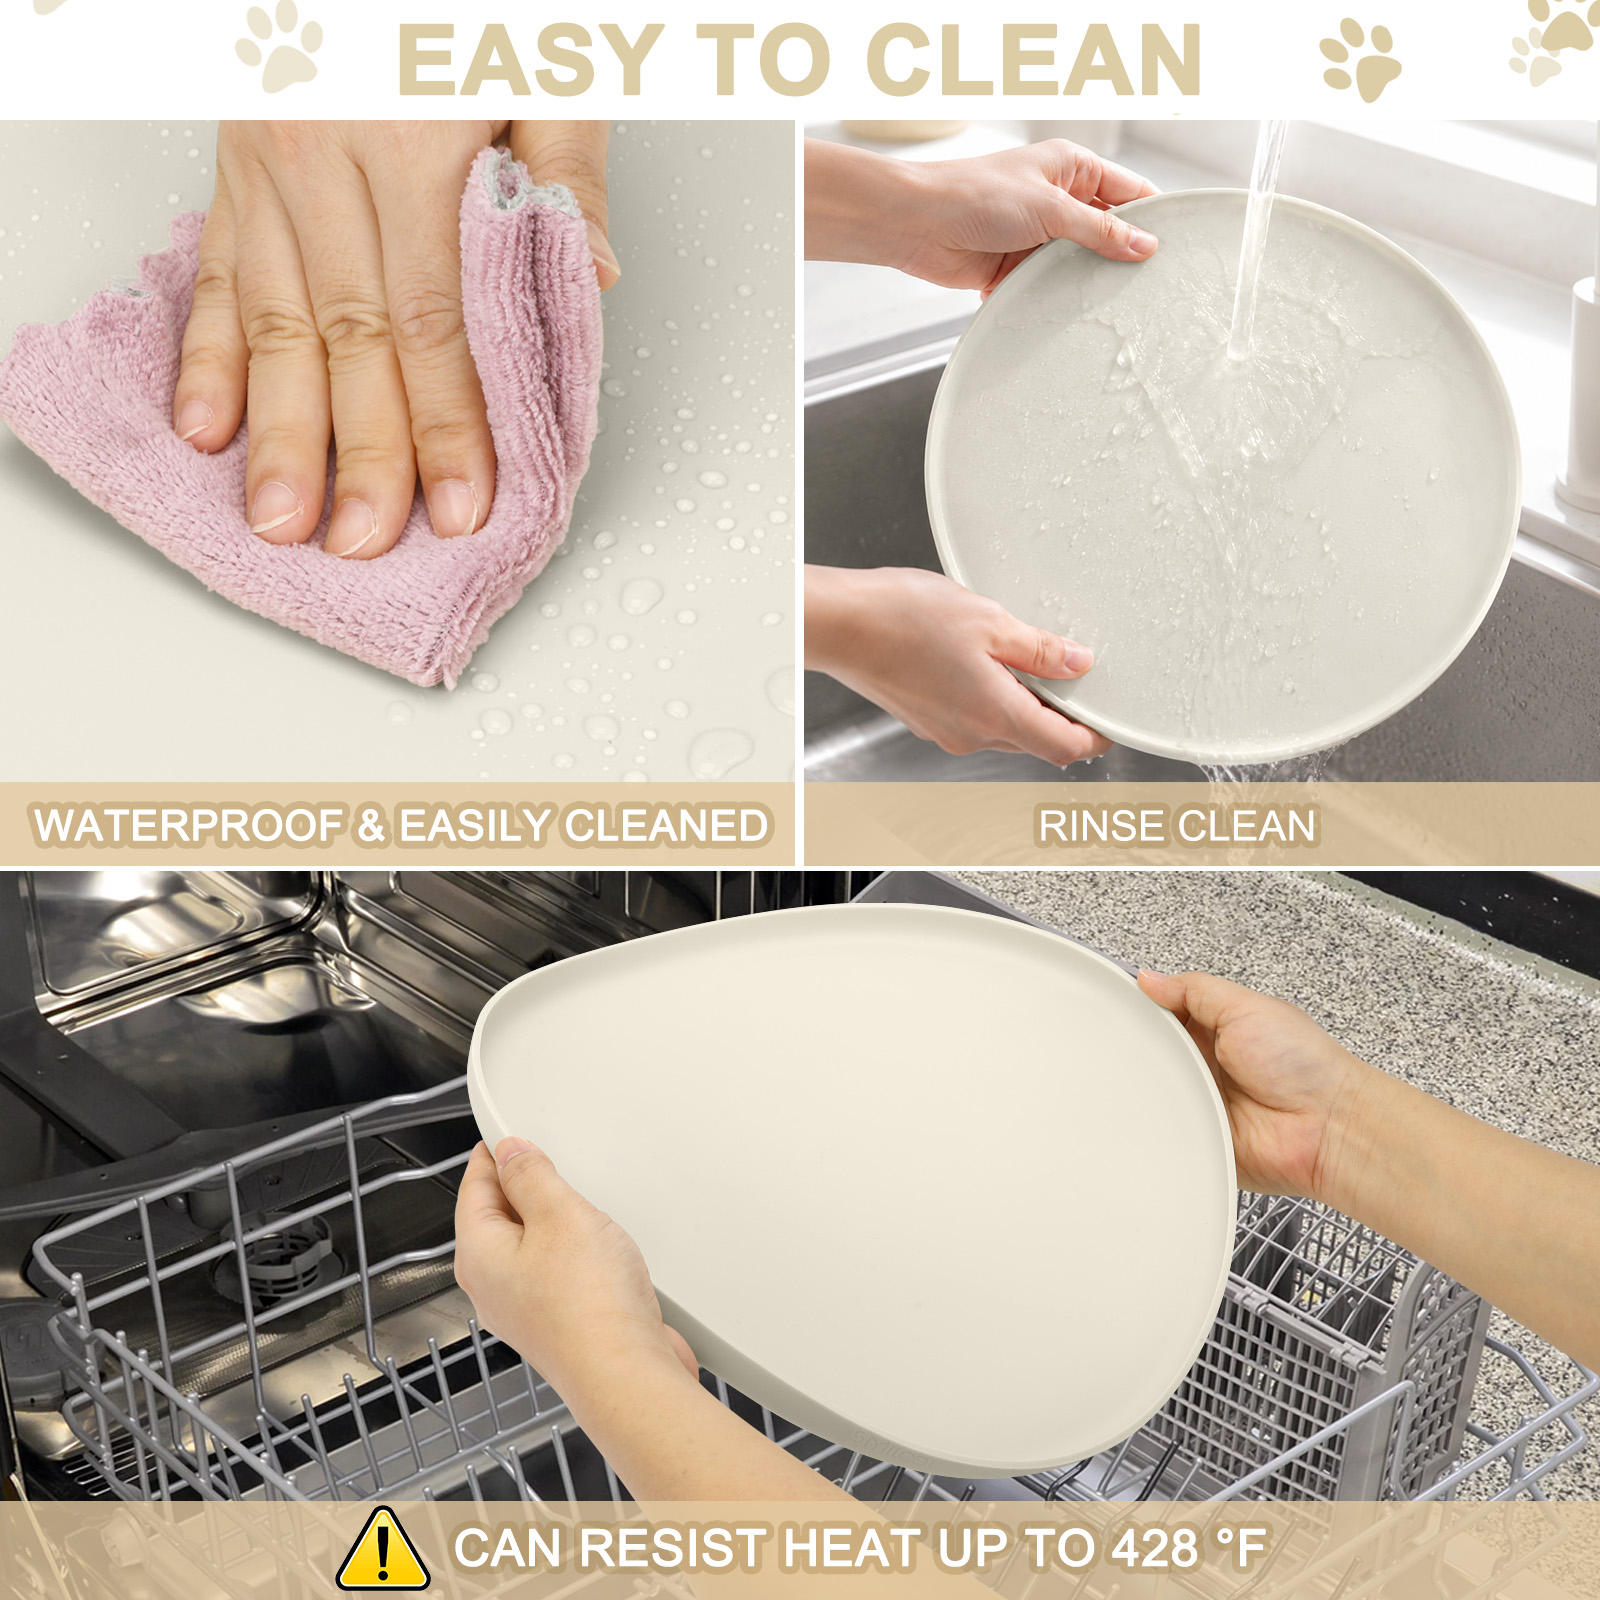 EASY TO CLEAN
WATERPROOF & EASILY CLEANED
RINSE CLEAN
CAN RESIST HEAT UP TO 428 °F